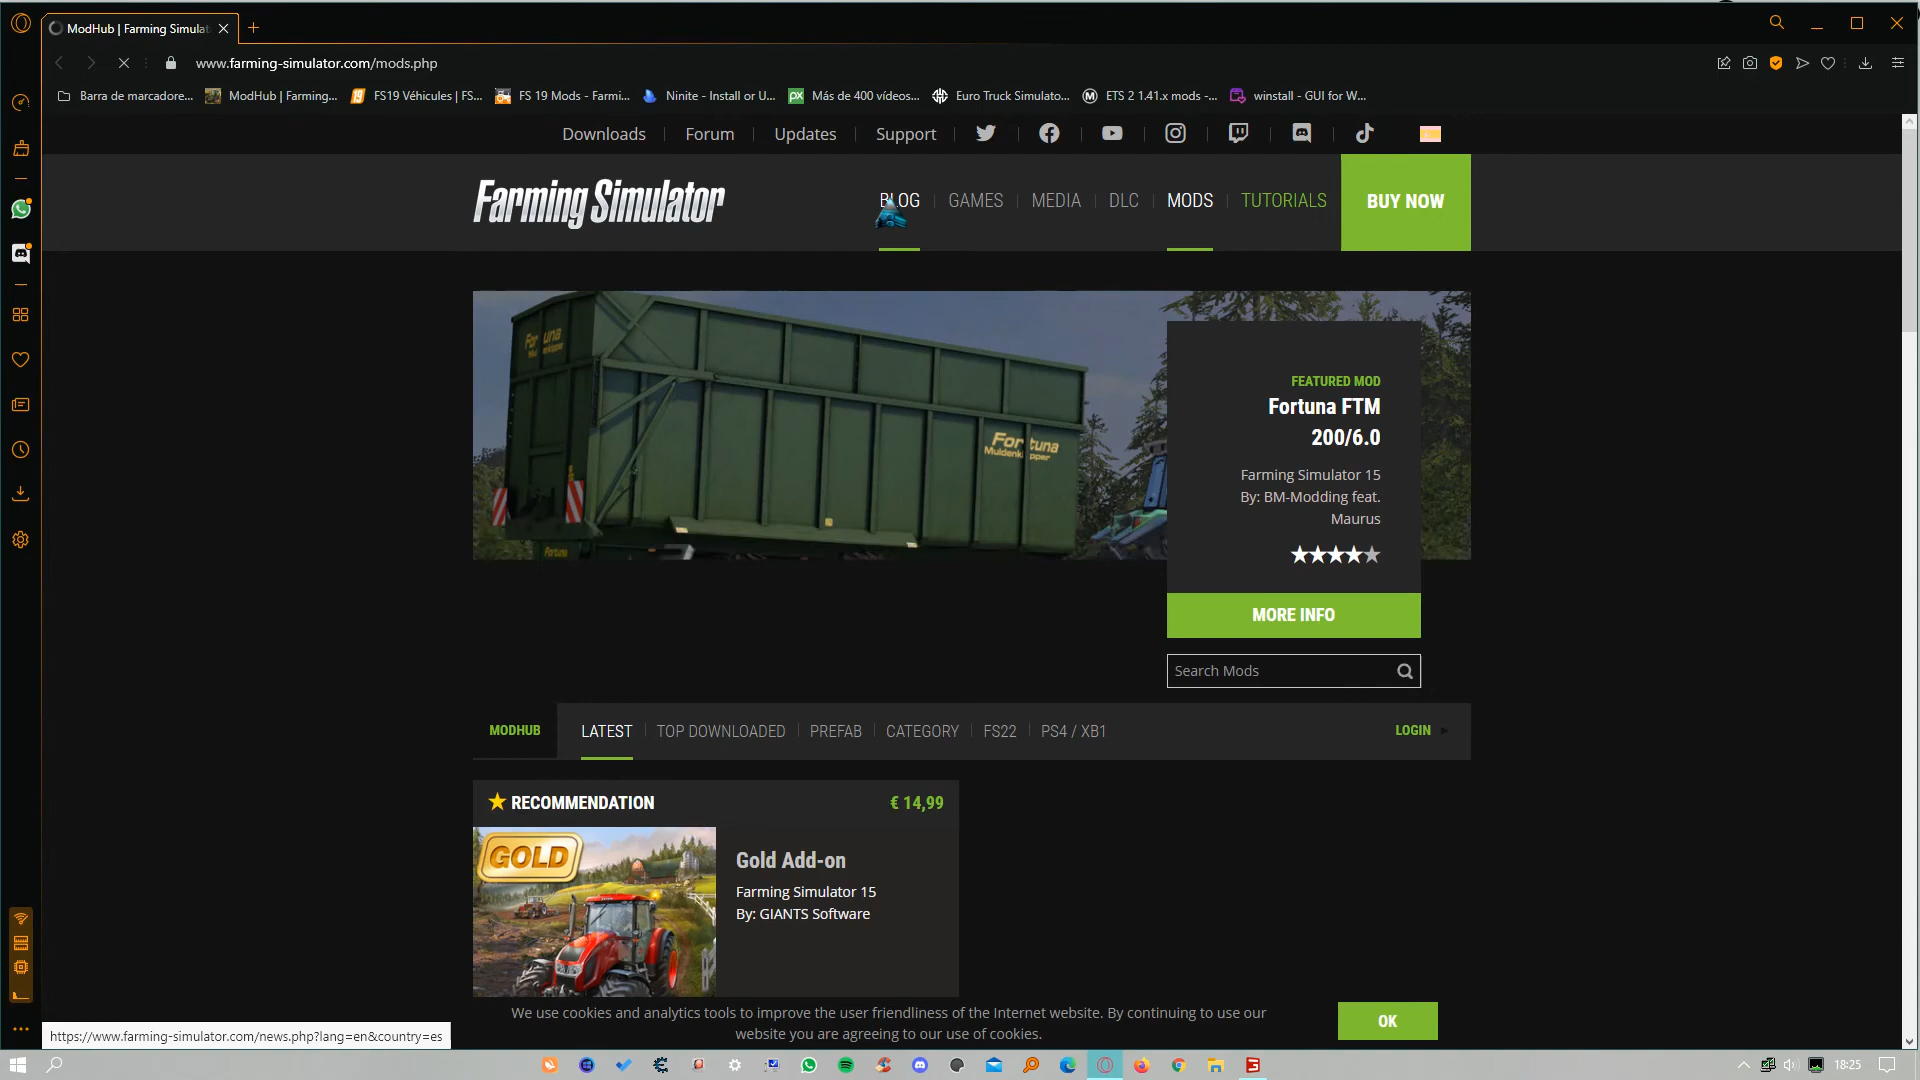 ModHub | Farming Simulat
www.farming-simulator.com/mods.php
Barra de marcadore... ModHub | Farming... FS19 Véhicules | FS... FS 19 Mods - Farmi... Ninite - Install or U... Más de 400 vídeos... Euro Truck Simulato... ETS 2 1.41.x mods -... winstall - GUI for W...
Downloads Forum Updates Support
Farming Simulator
BLOG GAMES MEDIA DLC MODS TUTORIALS BUY NOW
Fortuna
Fortuna
Muldenkipper
Fortuna
FEATURED MOD
Fortuna FTM
200/6.0
Farming Simulator 15
By: BM-Modding feat.
Maurus
MORE INFO
Search Mods
MODHUB LATEST TOP DOWNLOADED PREFAB CATEGORY FS22 PS4 / XB1 LOGIN
RECOMMENDATION € 14,99
GOLD
Gold Add-on
Farming Simulator 15
By: GIANTS Software
We use cookies and analytics tools to improve the user friendliness of the Internet website. By continuing to use our
website you are agreeing to our use of cookies.
OK
https://www.farming-simulator.com/news.php?lang=en&country=es
18:25